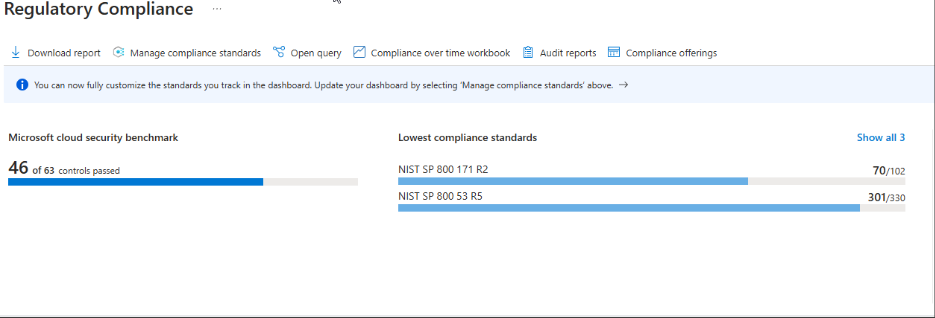 Regulatory Compliance ...
Download report Manage compliance standards Open query Compliance over time workbook Audit reports Compliance offerings
You can now fully customize the standards you track in the dashboard. Update your dashboard by selecting 'Manage compliance standards' above. →
Microsoft cloud security benchmark
46 of 63 controls passed
Lowest compliance standards Show all 3
NIST SP 800 171 R2 70/102
NIST SP 800 53 R5 301/330